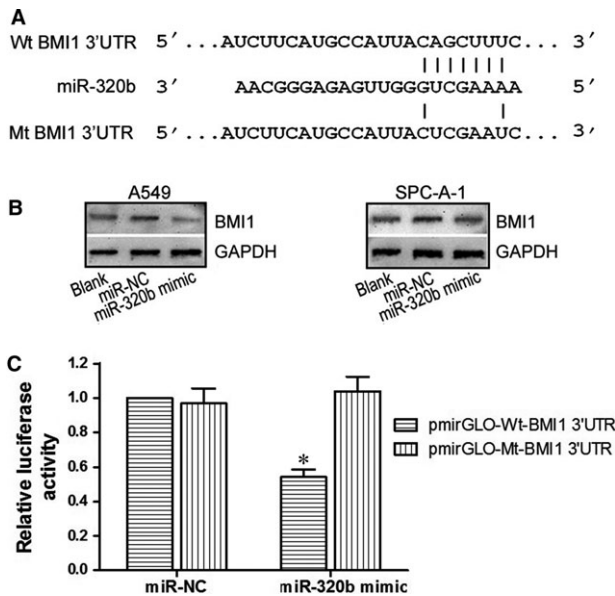 A
Wt BMI1 3'UTR 5' ...AUCUUCAUGCCAUUACAGCUUUC... 3'
miR-320b 3' AACGGGAGAGUUGGGUCGAAAA 5'
Mt BMI1 3'UTR 5' ...AUCUUCAUGCCAUUACUCGAAUC... 3'
B
A549
BMI1
GAPDH
Blank
miR-NC
miR-320b mimic
SPC-A-1
BMI1
GAPDH
Blank
miR-NC
miR-320b mimic
C
Relative luciferase
activity
1.2
1.0
0.8
0.6
0.4
0.2
0.0
*
miR-NC
miR-320b mimic
pmirGLO-Wt-BMI1 3'UTR
pmirGLO-Mt-BMI1 3'UTR